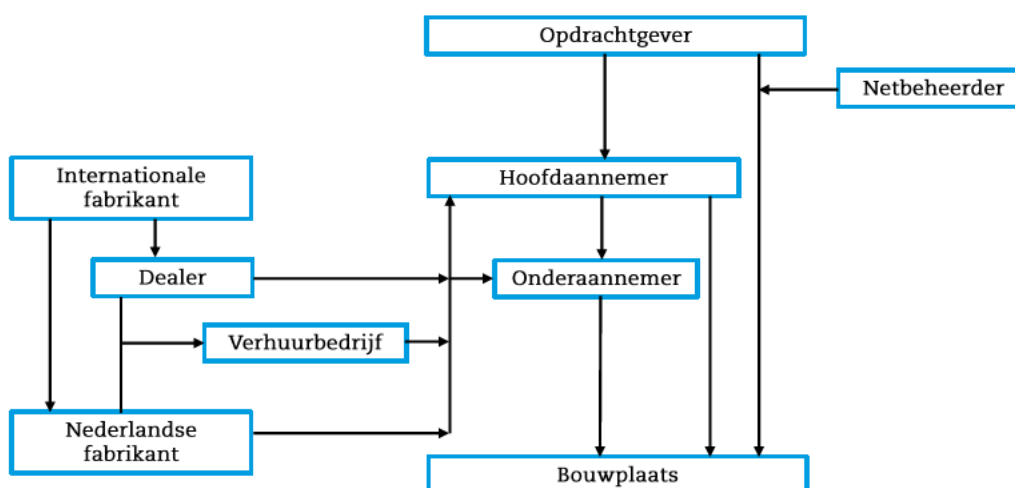 Opdrachtgever
Netbeheerder
Internationale
fabrikant
Hoofdaannemer
Dealer
Onderaannemer
Verhuurbedrijf
Nederlandse
fabrikant
Bouwplaats